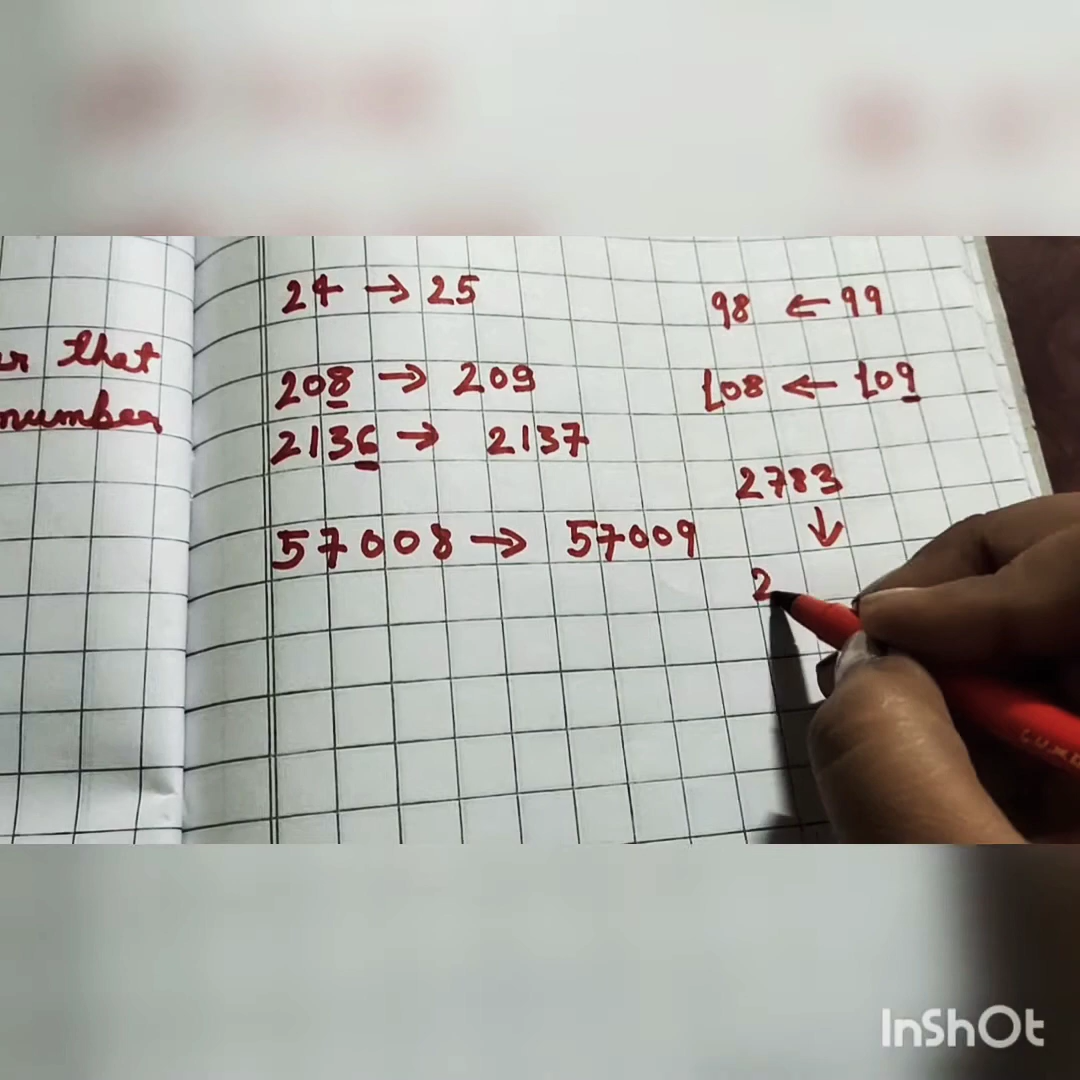 that
number
24 → 25
208 → 209
2136 → 2137
57008 → 57009
98 ← 99
108 ← 109
2783
↓
2
InShOt